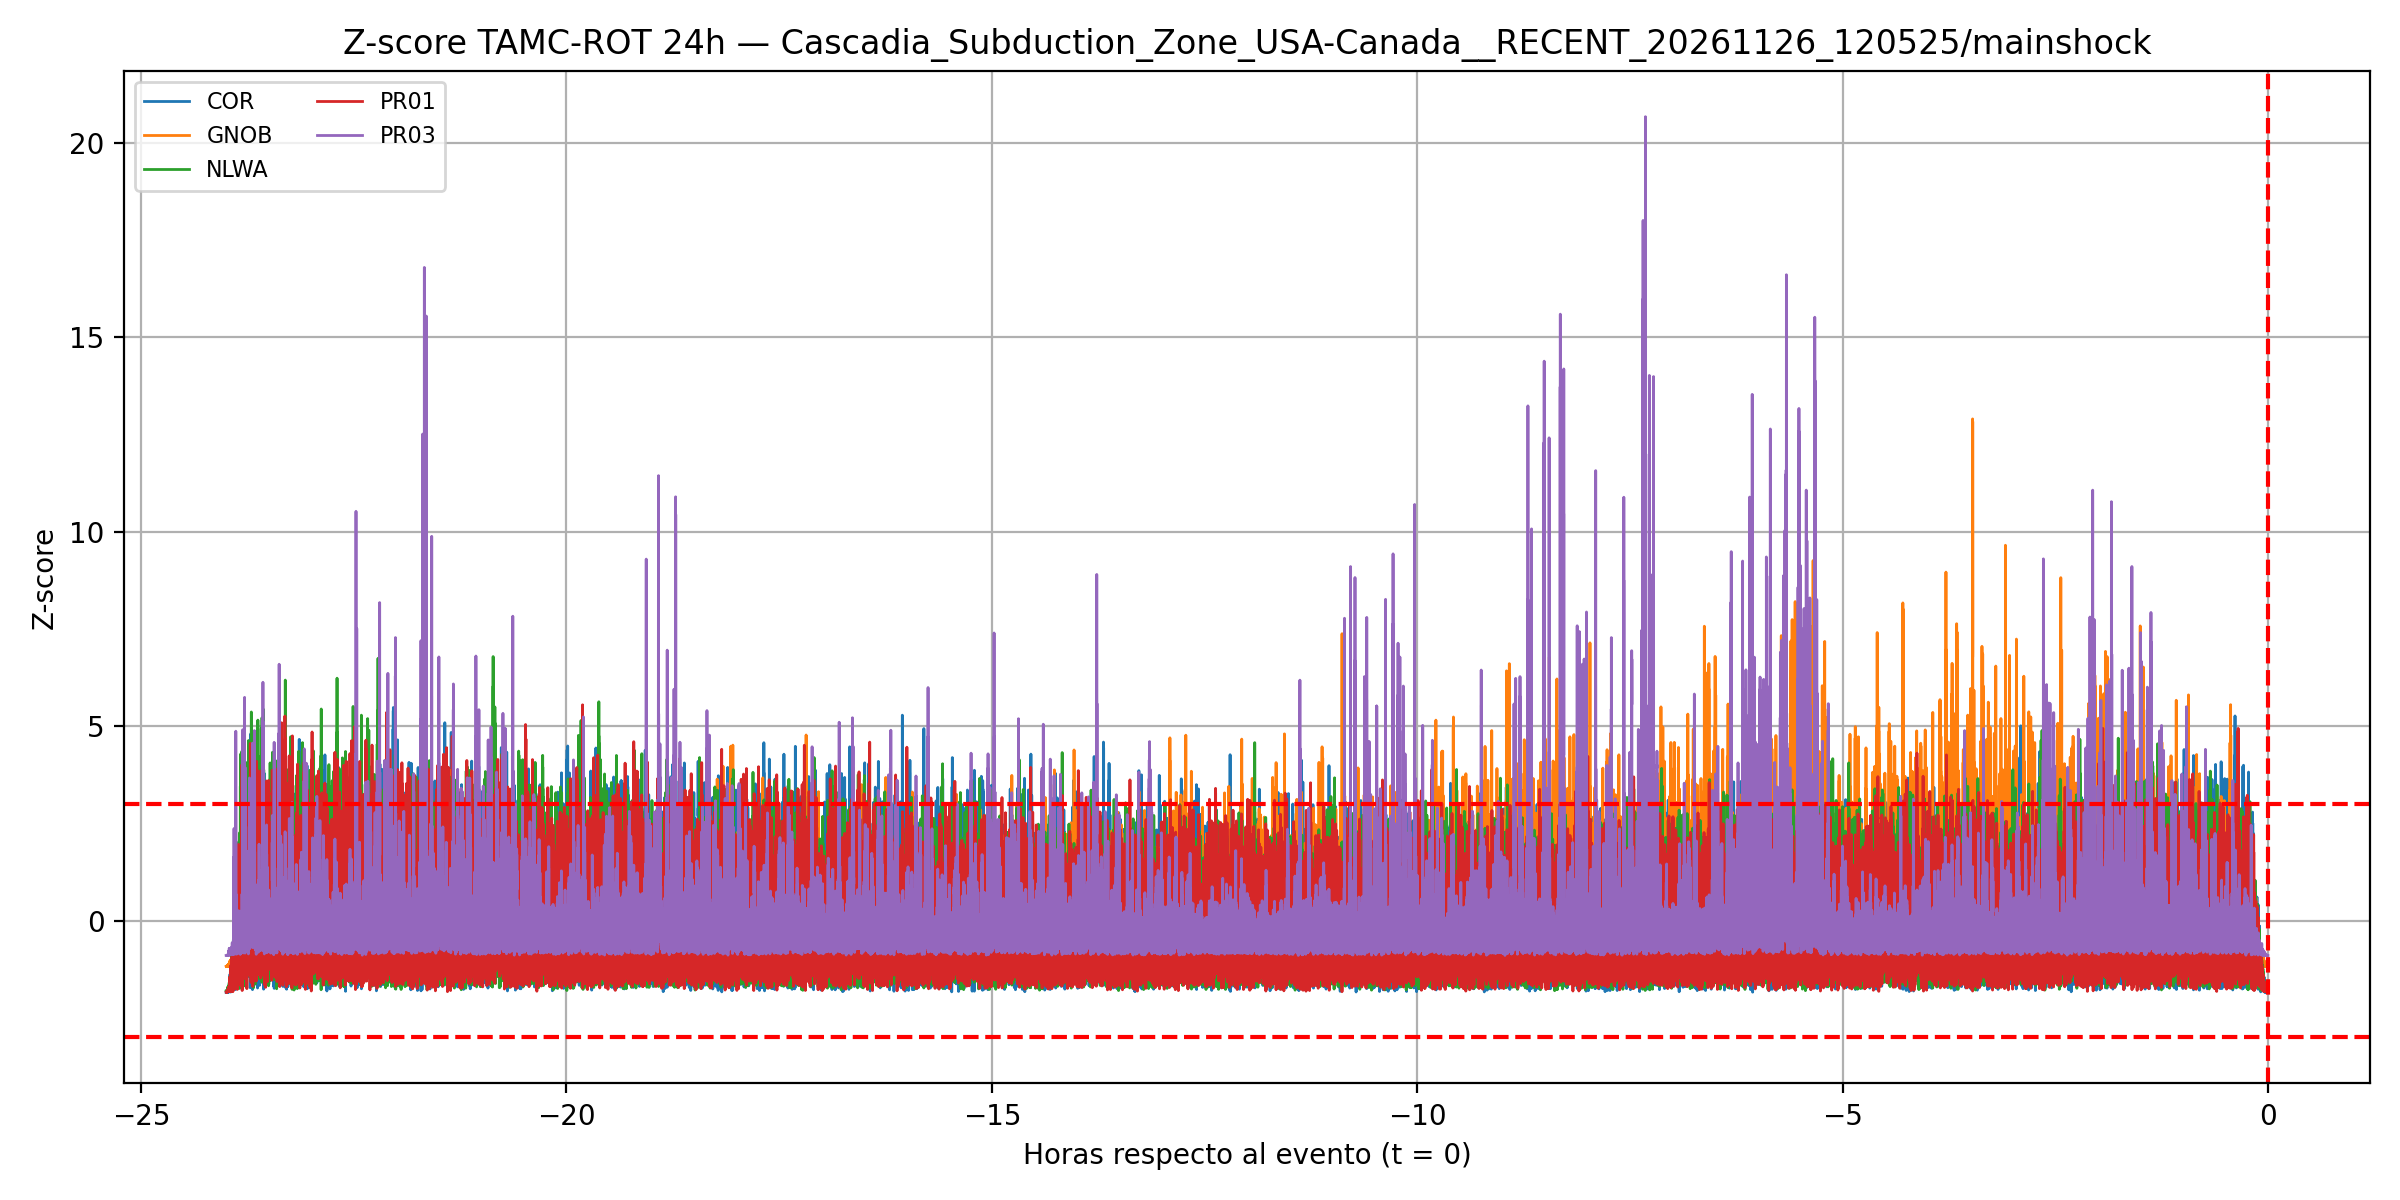 Z-score TAMC-ROT 24h — Cascadia_Subduction_Zone_USA-Canada__RECENT_20261126_120525/mainshock
COR
GNOB
NLWA
PR01
PR03
Z-score
20
15
10
5
0
−25
−20
−15
−10
−5
0
Horas respecto al evento (t = 0)